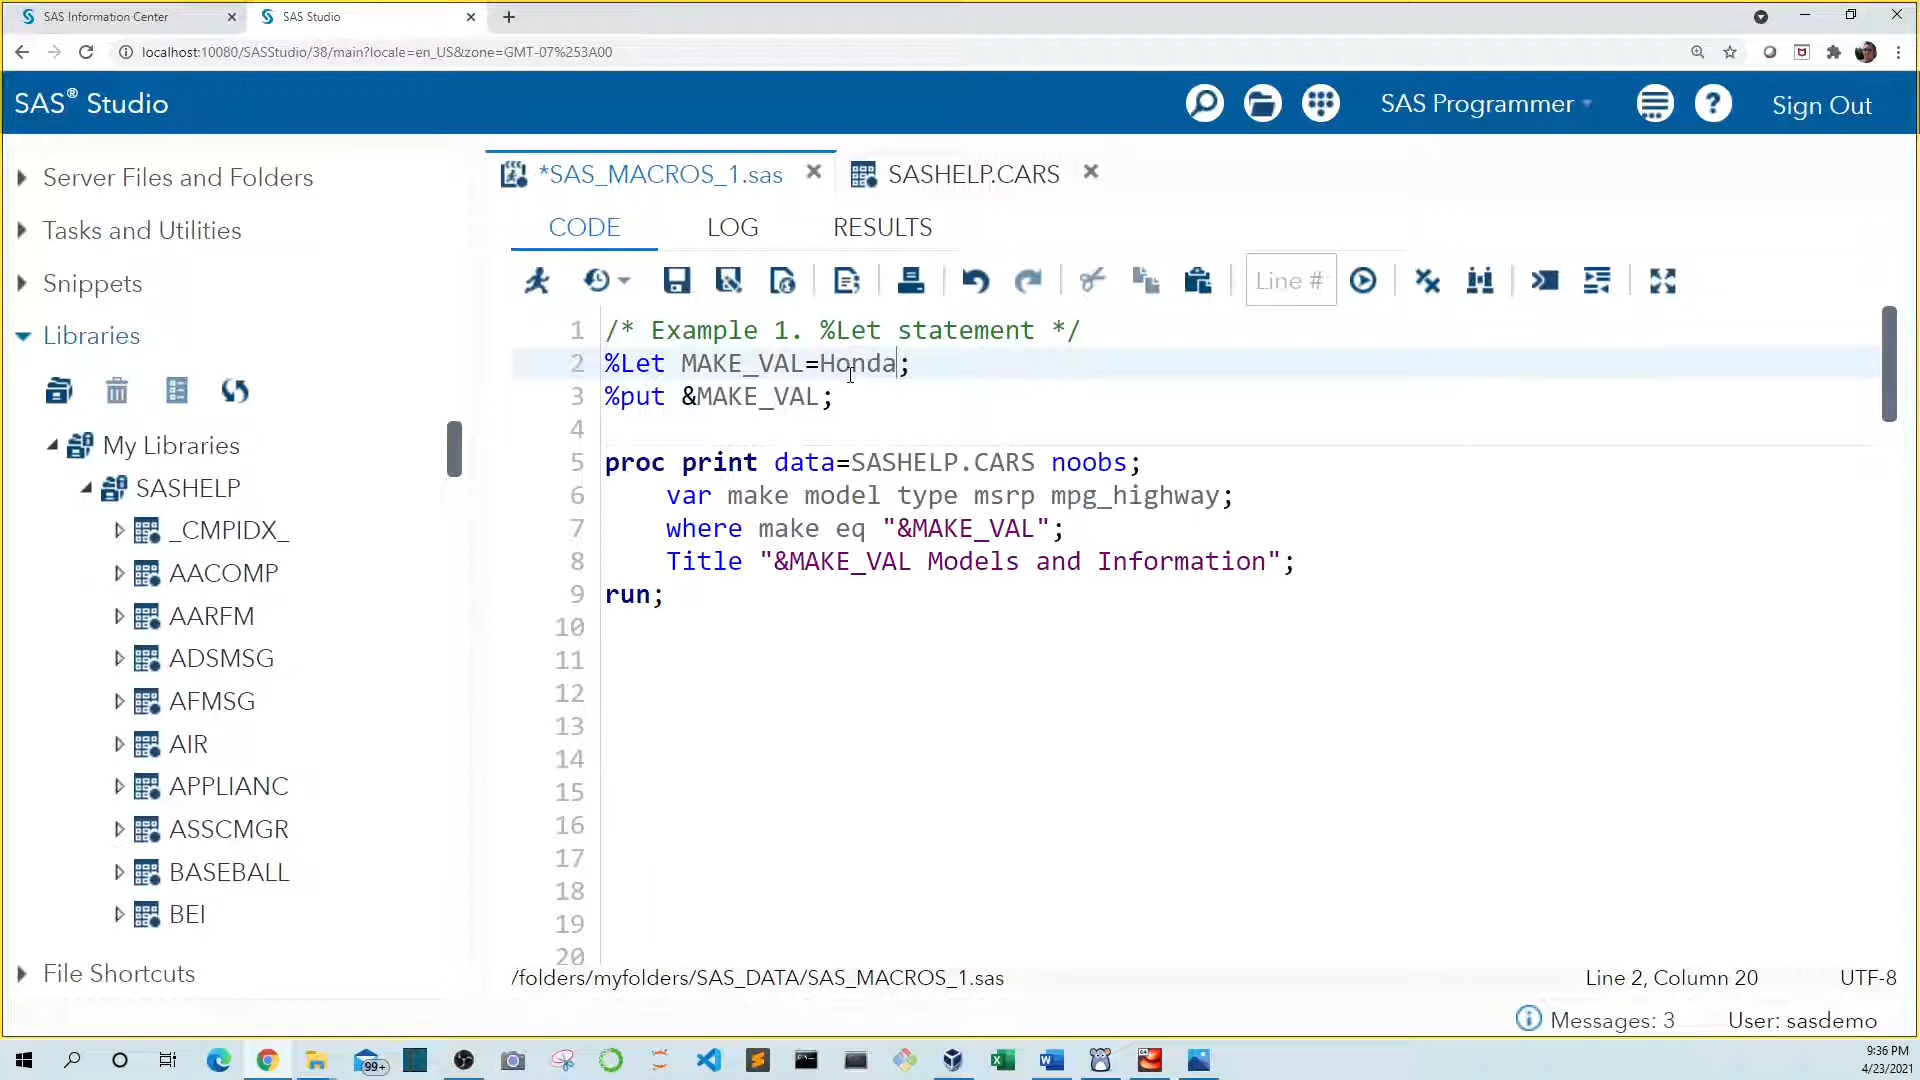 SAS Information Center
SAS Studio
localhost:10080/SASStudio/38/main?locale=en_US&zone=GMT-07%253A00
SAS® Studio
SAS Programmer
Sign Out
Server Files and Folders
Tasks and Utilities
Snippets
Libraries
My Libraries
SASHELP
_CMPIDX_
AACOMP
AARFM
ADSMSG
AFMSG
AIR
APPLIANC
ASSCMGR
BASEBALL
BEI
File Shortcuts
*SAS_MACROS_1.sas
SASHELP.CARS
CODE
LOG
RESULTS
Line #
1 /* Example 1. %Let statement */
2 %Let MAKE_VAL=Honda;
3 %put &MAKE_VAL;
4
5 proc print data=SASHELP.CARS noobs;
6 var make model type msrp mpg_highway;
7 where make eq "&MAKE_VAL";
8 Title "&MAKE_VAL Models and Information";
9 run;
10
11
12
13
14
15
16
17
18
19
20
/folders/myfolders/SAS_DATA/SAS_MACROS_1.sas
Line 2, Column 20
UTF-8
Messages: 3
User: sasdemo
99+
9:36 PM
4/23/2021